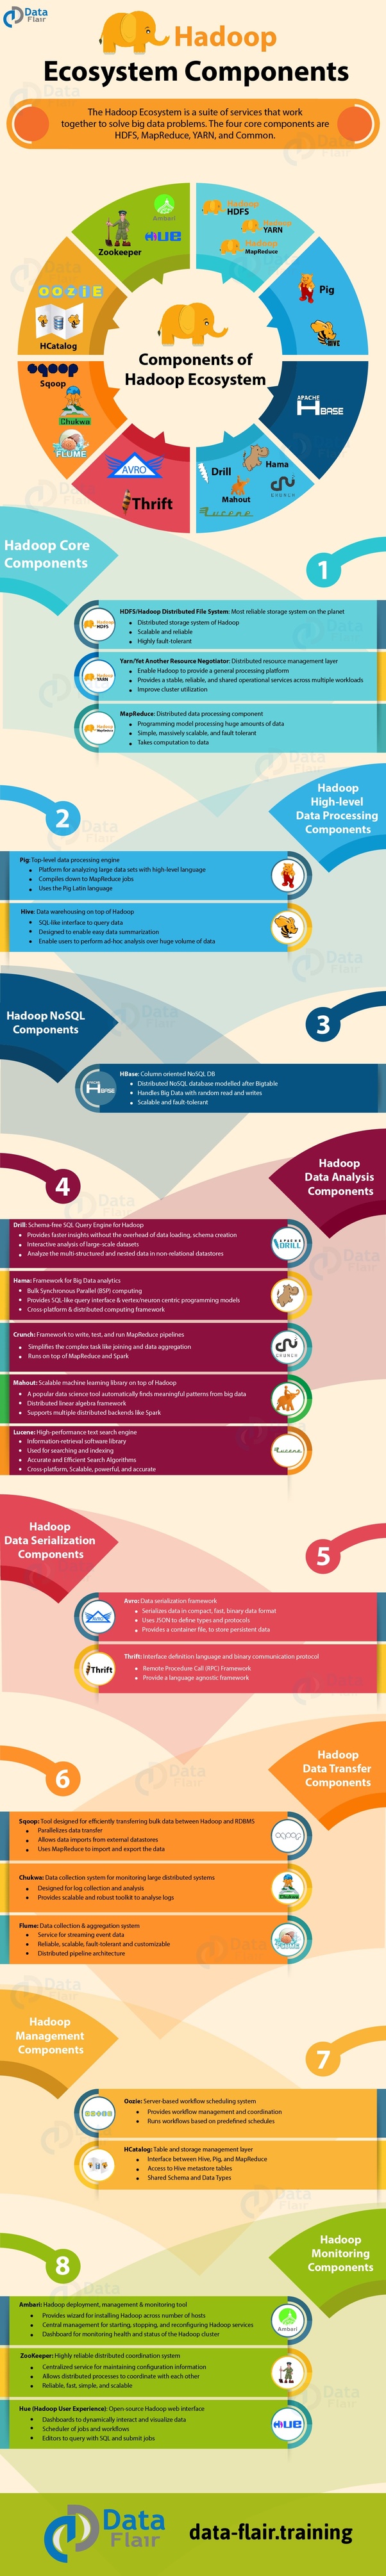 Data
Flair
Hadoop
Ecosystem Components
The Hadoop Ecosystem is a suite of services that work
together to solve big data problems. The four core components are
HDFS, MapReduce, YARN, and Common.
Ambari
HUE
Zookeeper
Hadoop
HDFS
Hadoop
YARN
Hadoop
MapReduce
OOZIE
HCatalog
Pig
HIVE
Components of
Hadoop Ecosystem
sqoop
Sqoop
Chukwa
FLUME
APACHE
HBASE
AVRO
Thrift
Drill
Hama
Mahout
CRUNCH
Lucene
Hadoop Core
Components
1
HDFS/Hadoop Distributed File System: Most reliable storage system on the planet
Distributed storage system of Hadoop
Scalable and reliable
Highly fault-tolerant
Hadoop
HDFS
Yarn/Yet Another Resource Negotiator: Distributed resource management layer
Enable Hadoop to provide a general processing platform
Provides a stable, reliable, and shared operational services across multiple workloads
Improve cluster utilization
Hadoop
YARN
MapReduce: Distributed data processing component
Programming model processing huge amounts of data
Simple, massively scalable, and fault tolerant
Takes computation to data
Hadoop
MapReduce
Hadoop
High-level
Data Processing
Components
2
Pig: Top-level data processing engine
Platform for analyzing large data sets with high-level language
Compiles down to MapReduce jobs
Uses the Pig Latin language
Hive: Data warehousing on top of Hadoop
SQL-like interface to query data
Designed to enable easy data summarization
Enable users to perform ad-hoc analysis over huge volume of data
Hadoop NoSQL
Components
3
HBase: Column oriented NoSQL DB
Distributed NoSQL database modelled after Bigtable
Handles Big Data with random read and writes
Scalable and fault-tolerant
APACHE
HBASE
Hadoop
Data Analysis
Components
4
Drill: Schema-free SQL Query Engine for Hadoop
Provides faster insights without the overhead of data loading, schema creation
Interactive analysis of large-scale datasets
Analyze the multi-structured and nested data in non-relational datastores
APACHE
DRILL
Hama: Framework for Big Data analytics
Bulk Synchronous Parallel (BSP) computing
Provides SQL-like query interface & vertex/neuron centric programming models
Cross-platform & distributed computing framework
Crunch: Framework to write, test, and run MapReduce pipelines
Simplifies the complex task like joining and data aggregation
Runs on top of MapReduce and Spark
CRUNCH
Mahout: Scalable machine learning library on top of Hadoop
A popular data science tool automatically finds meaningful patterns from big data
Distributed linear algebra framework
Supports multiple distributed backends like Spark
Lucene: High-performance text search engine
Information-retrieval software library
Used for searching and indexing
Accurate and Efficient Search Algorithms
Cross-platform, Scalable, powerful, and accurate
Lucene
Hadoop
Data Serialization
Components
5
Avro: Data serialization framework
Serializes data in compact, fast, binary data format
Uses JSON to define types and protocols
Provides a container file, to store persistent data
AVRO
Thrift: Interface definition language and binary communication protocol
Remote Procedure Call (RPC) Framework
Provide a language agnostic framework
Thrift
Hadoop
Data Transfer
Components
6
Sqoop: Tool designed for efficiently transferring bulk data between Hadoop and RDBMS
Parallelizes data transfer
Allows data imports from external datastores
Uses MapReduce to import and export the data
sqoop
Chukwa: Data collection system for monitoring large distributed systems
Designed for log collection and analysis
Provides scalable and robust toolkit to analyse logs
Chukwa
Flume: Data collection & aggregation system
Service for streaming event data
Reliable, scalable, fault-tolerant and customizable
Distributed pipeline architecture
FLUME
Hadoop
Management
Components
7
Oozie: Server-based workflow scheduling system
Provides workflow management and coordination
Runs workflows based on predefined schedules
OOZIE
HCatalog: Table and storage management layer
Interface between Hive, Pig, and MapReduce
Access to Hive metastore tables
Shared Schema and Data Types
Hadoop
Monitoring
Components
8
Ambari: Hadoop deployment, management & monitoring tool
Provides wizard for installing Hadoop across number of hosts
Central management for starting, stopping, and reconfiguring Hadoop services
Dashboard for monitoring health and status of the Hadoop cluster
Ambari
ZooKeeper: Highly reliable distributed coordination system
Centralized service for maintaining configuration information
Allows distributed processes to coordinate with each other
Reliable, fast, simple, and scalable
Hue (Hadoop User Experience): Open-source Hadoop web interface
Dashboards to dynamically interact and visualize data
Scheduler of jobs and workflows
Editors to query with SQL and submit jobs
HUE
Data
Flair
data-flair.training